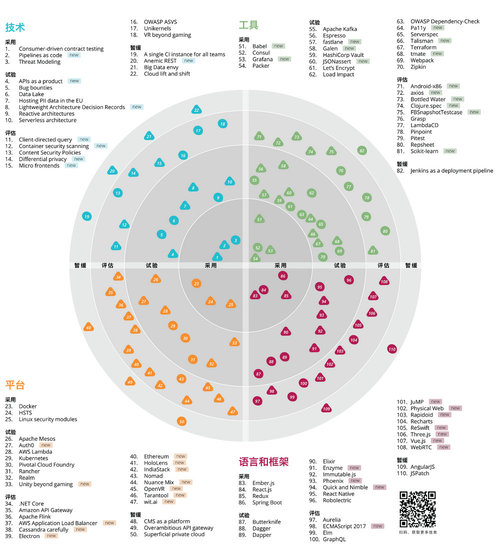 技术
采用
1. Consumer-driven contract testing
2. Pipelines as code new
3. Threat Modeling
试验
4. APIs as a product new
5. Bug bounties
6. Data Lake
7. Hosting PII data in the EU
8. Lightweight Architecture Decision Records new
9. Reactive architectures
10. Serverless architecture
评估
11. Client-directed query new
12. Container security scanning new
13. Content Security Policies
14. Differential privacy new
15. Micro frontends new
16. OWASP ASVS
17. Unikernels
18. VR beyond gaming
暂缓
19. A single CI instance for all teams
20. Anemic REST new
21. Big Data envy
22. Cloud lift and shift
工具
采用
51. Babel new
52. Consul
53. Grafana new
54. Packer
试验
55. Apache Kafka
56. Espresso
57. fastlane new
58. Galen new
59. HashiCorp Vault
60. JSONassert new
61. Let's Encrypt
62. Load Impact
63. OWASP Dependency-Check
64. Pa11y new
65. Serverspec
66. Talisman new
67. Terraform
68. tmate new
69. Webpack
70. Zipkin
评估
71. Android-x86 new
72. axios new
73. Bottled Water new
74. Clojure.spec new
75. FBSnapshotTestcase new
76. Grasp
77. LambdaCD
78. Pinpoint
79. Pitest
80. Repsheet
81. Scikit-learn new
暂缓
82. Jenkins as a deployment pipeline
暂缓 评估 试验 采用 采用 试验 评估 暂缓
平台
采用
23. Docker
24. HSTS
25. Linux security modules
试验
26. Apache Mesos
27. Auth0 new
28. AWS Lambda
29. Kubernetes
30. Pivotal Cloud Foundry
31. Rancher
32. Realm
33. Unity beyond gaming new
评估
34. .NET Core
35. Amazon API Gateway
36. Apache Flink
37. AWS Application Load Balancer new
38. Cassandra carefully new
39. Electron new
40. Ethereum new
41. HoloLens new
42. IndiaStack new
43. Nomad new
44. Nuance Mix new
45. OpenVR new
46. Tarantool new
47. wit.ai new
暂缓
48. CMS as a platform
49. Overambitious API gateway
50. Superficial private cloud
语言和框架
采用
83. Ember.js
84. React.js
85. Redux
86. Spring Boot
试验
87. Butterknife
88. Dagger
89. Dapper
90. Elixir
91. Enzyme new
92. Immutable.js
93. Phoenix new
94. Quick and Nimble new
95. React Native
96. Robolectric
评估
97. Aurelia
98. ECMAScript 2017 new
99. Elm
100. GraphQL
101. JuMP new
102. Physical Web new
103. Rapidoid new
104. Recharts
105. ReSwift new
106. Three.js new
107. Vue.js new
108. WebRTC new
暂缓
109. AngularJS
110. JSPatch
扫码，获取更多信息